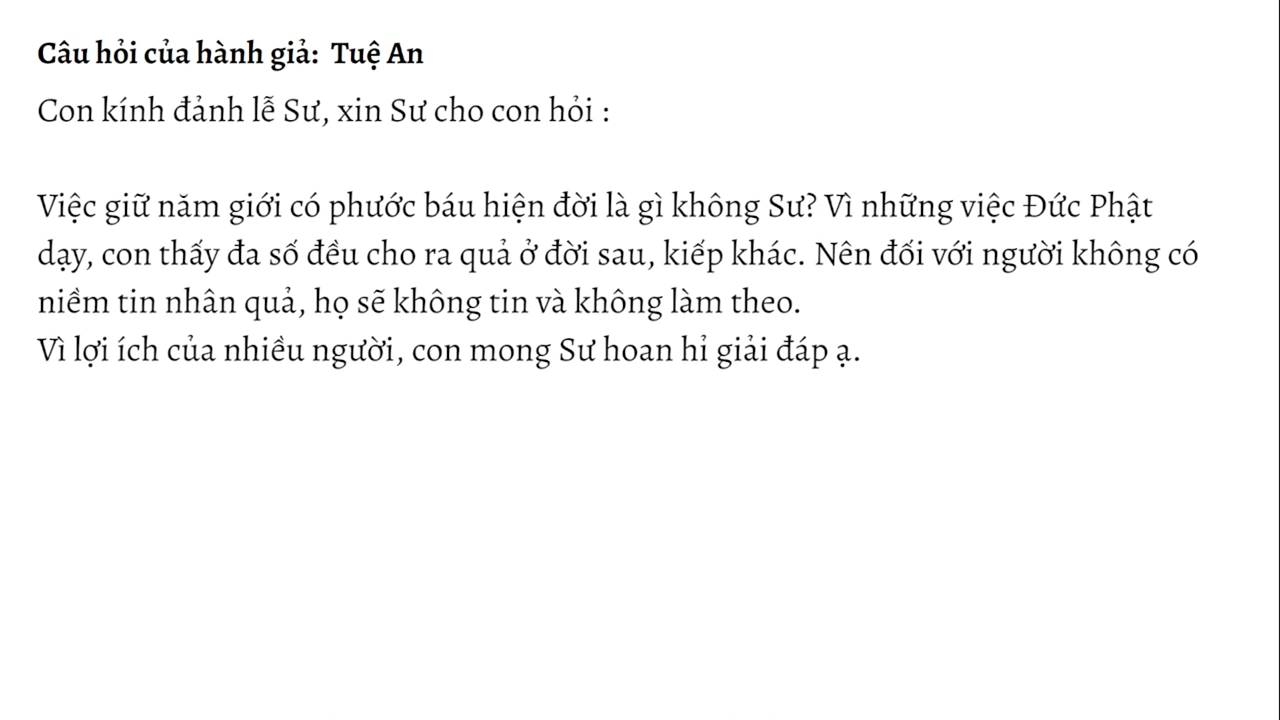 Câu hỏi của hành giả: Tuệ An
Con kính đảnh lễ Sư, xin Sư cho con hỏi :
Việc giữ năm giới có phước báu hiện đời là gì không Sư? Vì những việc Đức Phật
dạy, con thấy đa số đều cho ra quả ở đời sau, kiếp khác. Nên đối với người không có
niềm tin nhân quả, họ sẽ không tin và không làm theo.
Vì lợi ích của nhiều người, con mong Sư hoan hỉ giải đáp ạ.